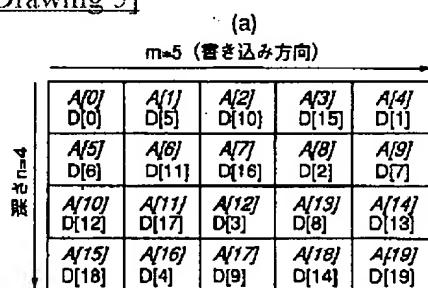 Drawing 5]
(a)
m=5 (書き込み方向)
深さn=4
A[0] A[1] A[2] A[3] A[4]
D[0] D[5] D[10] D[15] D[1]
A[5] A[6] A[7] A[8] A[9]
D[6] D[11] D[16] D[2] D[7]
A[10] A[11] A[12] A[13] A[14]
D[12] D[17] D[3] D[8] D[13]
A[15] A[16] A[17] A[18] A[19]
D[18] D[4] D[9] D[14] D[19]